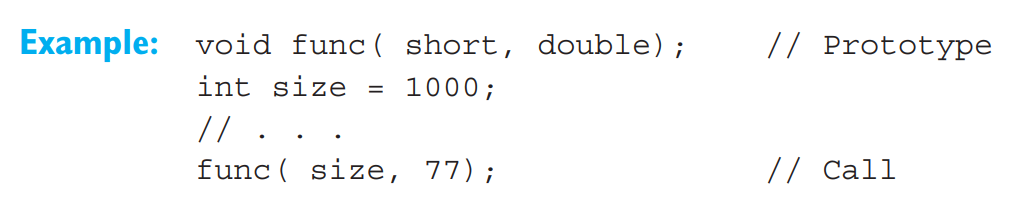 Example: void func( short, double); // Prototype
int size = 1000;
// . . .
func( size, 77); // Call